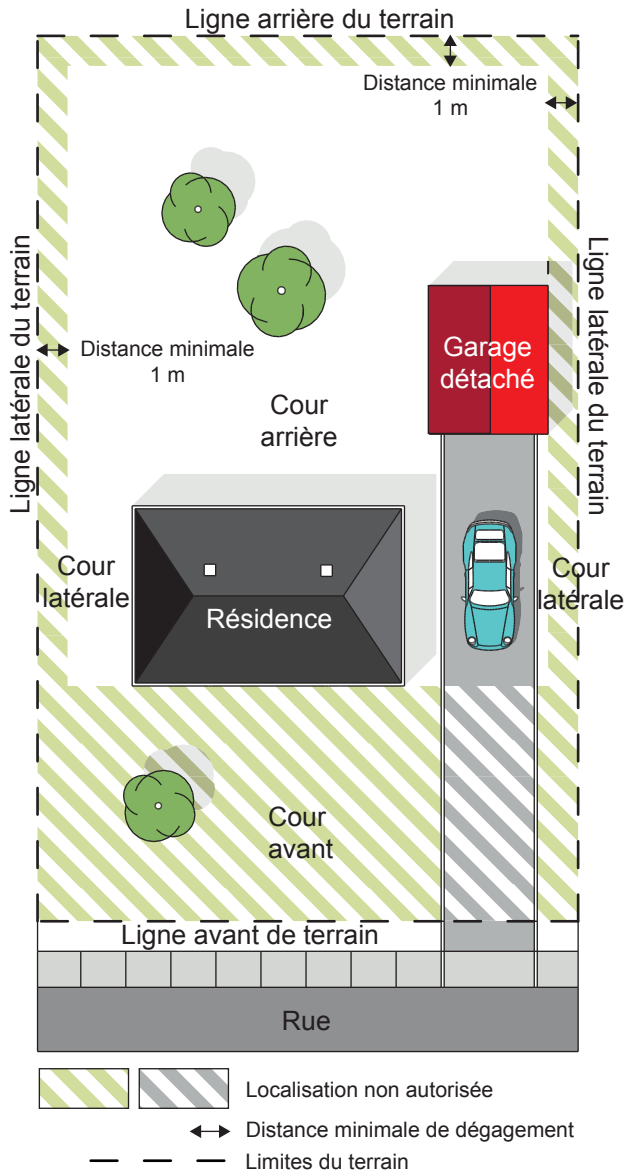 Ligne arrière du terrain
Distance minimale
1 m
Ligne latérale du terrain
Ligne latérale du terrain
Distance minimale
1 m
Garage
détaché
Cour
arrière
Cour
latérale
Résidence
Cour
latérale
Cour
avant
Ligne avant de terrain
Rue
Localisation non autorisée
Distance minimale de dégagement
Limites du terrain